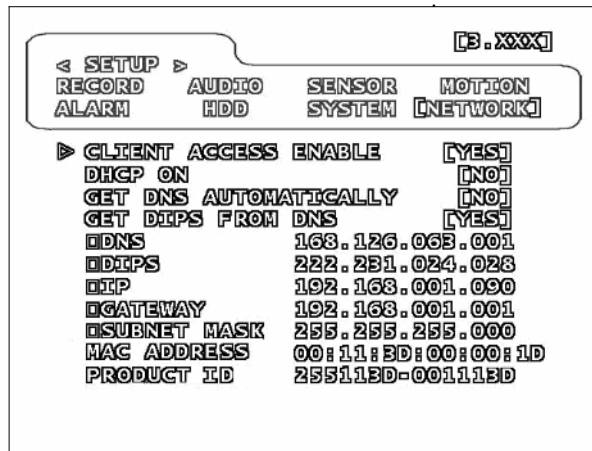 [3.XXX]
< SETUP >
RECORD AUDIO SENSOR MOTION
ALARM HDD SYSTEM [NETWORK]
▷ CLIENT ACCESS ENABLE [YES]
DHCP ON [NO]
GET DNS AUTOMATICALLY [NO]
GET DIPS FROM DNS [YES]
□DNS 168.126.063.001
□DIPS 222.231.024.028
□IP 192.168.001.090
□GATEWAY 192.168.001.001
□SUBNET MASK 255.255.255.000
MAC ADDRESS 00:11:3D:00:00:1D
PRODUCT ID 255113D-001113D